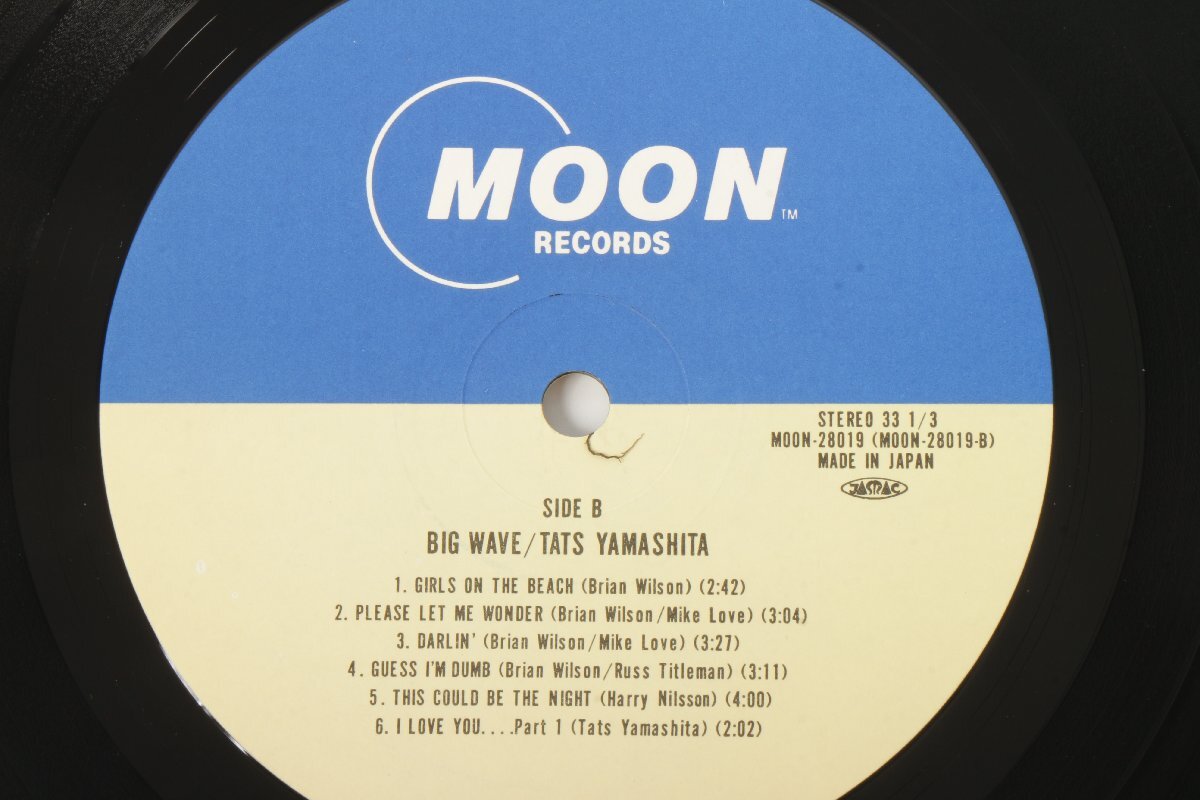 MOON TM
RECORDS
STEREO 33 1/3
MOON-28019 (MOON-28019-B)
MADE IN JAPAN
JASRAC
SIDE B
BIG WAVE/TATS YAMASHITA
1. GIRLS ON THE BEACH (Brian Wilson) (2:42)
2. PLEASE LET ME WONDER (Brian Wilson/Mike Love) (3:04)
3. DARLIN' (Brian Wilson/Mike Love) (3:27)
4. GUESS I'M DUMB (Brian Wilson/Russ Titleman) (3:11)
5. THIS COULD BE THE NIGHT (Harry Nilsson) (4:00)
6. I LOVE YOU....Part 1 (Tats Yamashita) (2:02)